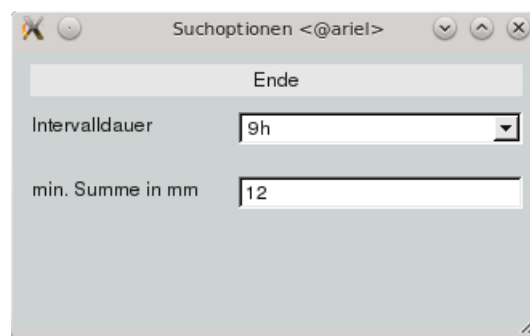 Suchoptionen <@ariel>
Ende
Intervalldauer 9h
min. Summe in mm 12